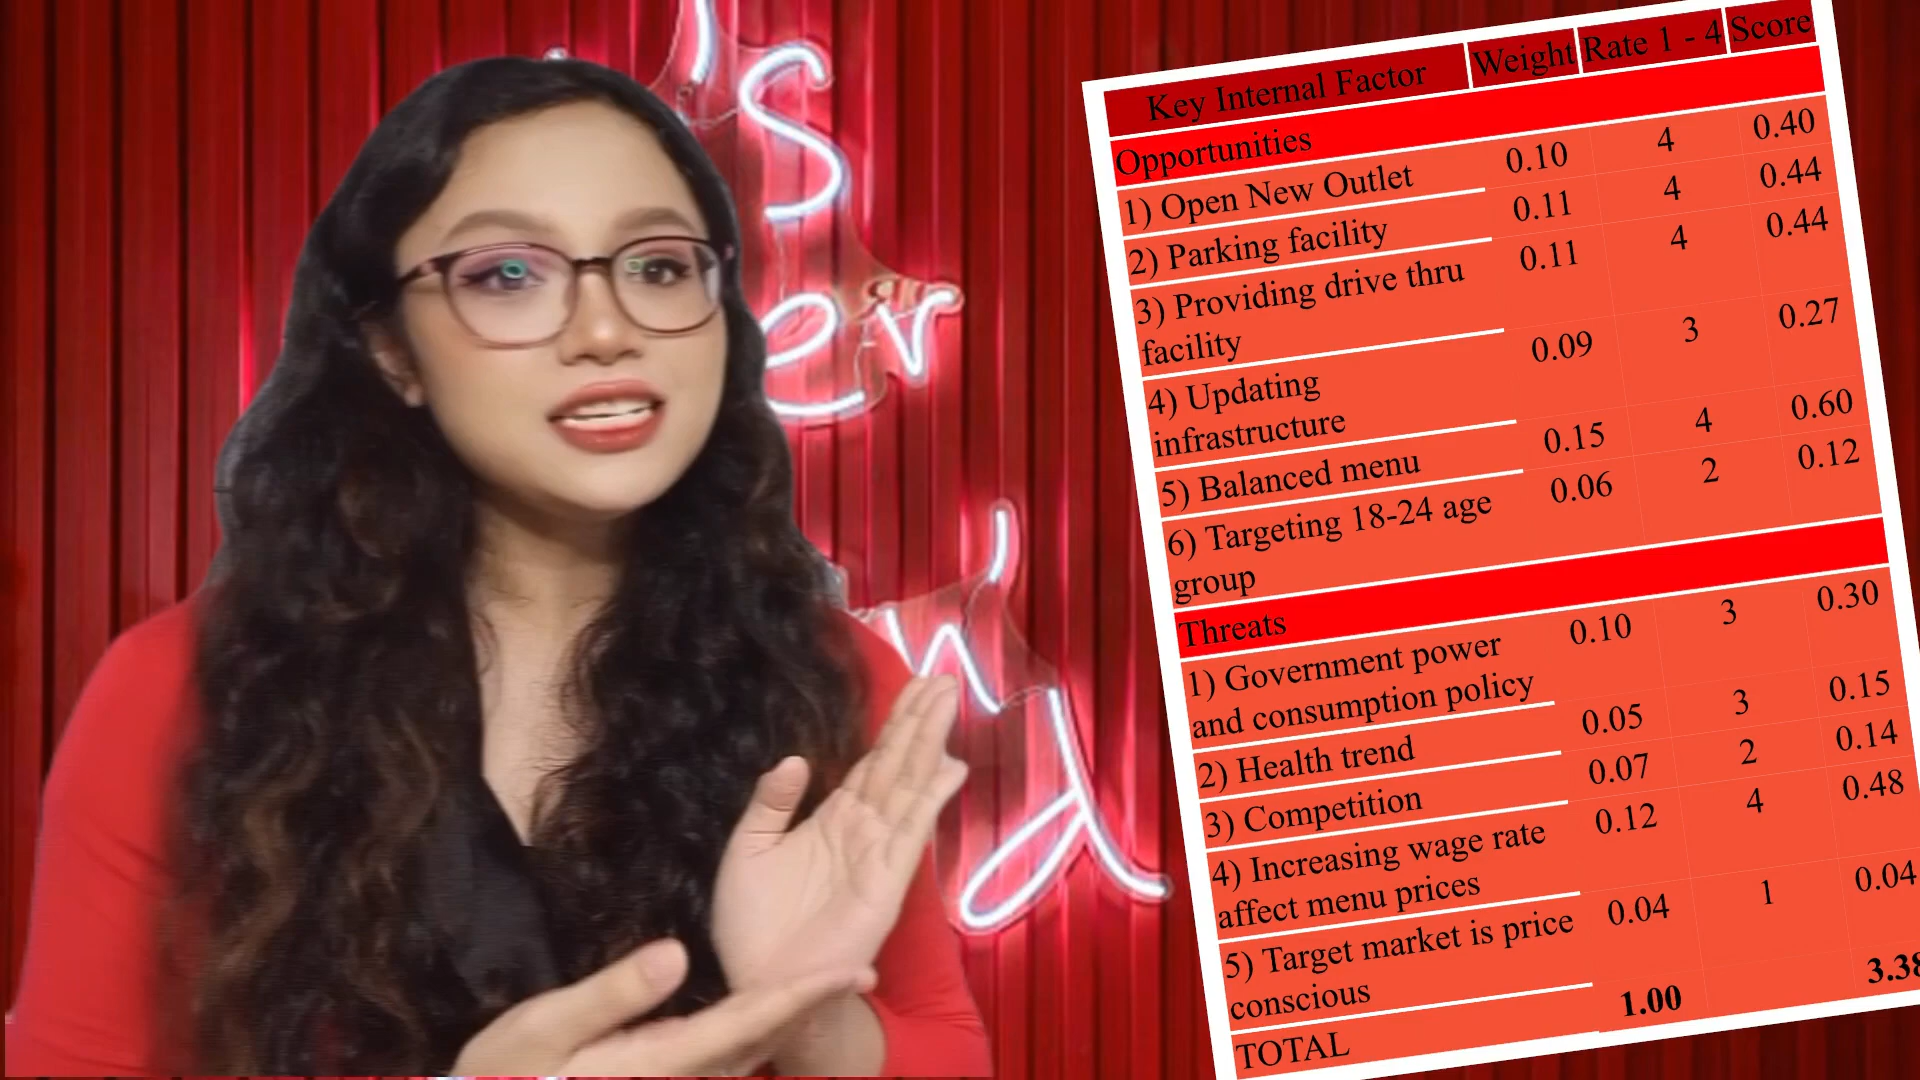 's
er
Key Internal Factor Weight Rate 1 - 4 Score
Opportunities
1) Open New Outlet 0.10 4 0.40
2) Parking facility 0.11 4 0.44
3) Providing drive thru 0.11 4 0.44
facility
4) Updating 0.09 3 0.27
infrastructure
5) Balanced menu 0.15 4 0.60
6) Targeting 18-24 age 0.06 2 0.12
group
Threats
1) Government power 0.10 3 0.30
and consumption policy
2) Health trend 0.05 3 0.15
3) Competition 0.07 2 0.14
4) Increasing wage rate 0.12 4 0.48
affect menu prices
5) Target market is price 0.04 1 0.04
conscious
TOTAL 1.00 3.38